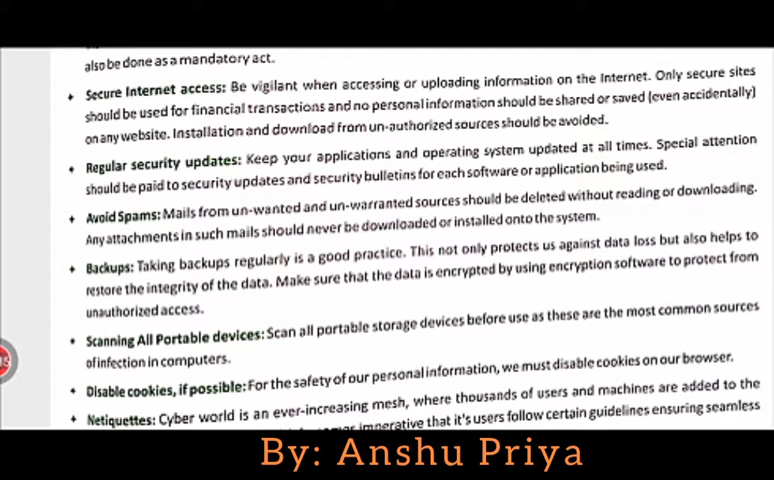 also be done as a mandatory act.
Secure Internet access: Be vigilant when accessing or uploading information on the Internet. Only secure sites
should be used for financial transactions and no personal information should be shared or saved (even accidentally)
on any website. Installation and download from un-authorized sources should be avoided.
Regular security updates: Keep your applications and operating system updated at all times. Special attention
should be paid to security updates and security bulletins for each software or application being used.
Avoid Spams: Mails from un-wanted and un-warranted sources should be deleted without reading or downloading.
Any attachments in such mails should never be downloaded or installed onto the system.
Backups: Taking backups regularly is a good practice. This not only protects us against data loss but also helps to
restore the integrity of the data. Make sure that the data is encrypted by using encryption software to protect from
unauthorized access.
Scanning All Portable devices: Scan all portable storage devices before use as these are the most common sources
of infection in computers.
Disable cookies, if possible: For the safety of our personal information, we must disable cookies on our browser.
Netiquettes: Cyber world is an ever-increasing mesh, where thousands of users and machines are added to the
imperative that it's users follow certain guidelines ensuring seamless
By: Anshu Priya